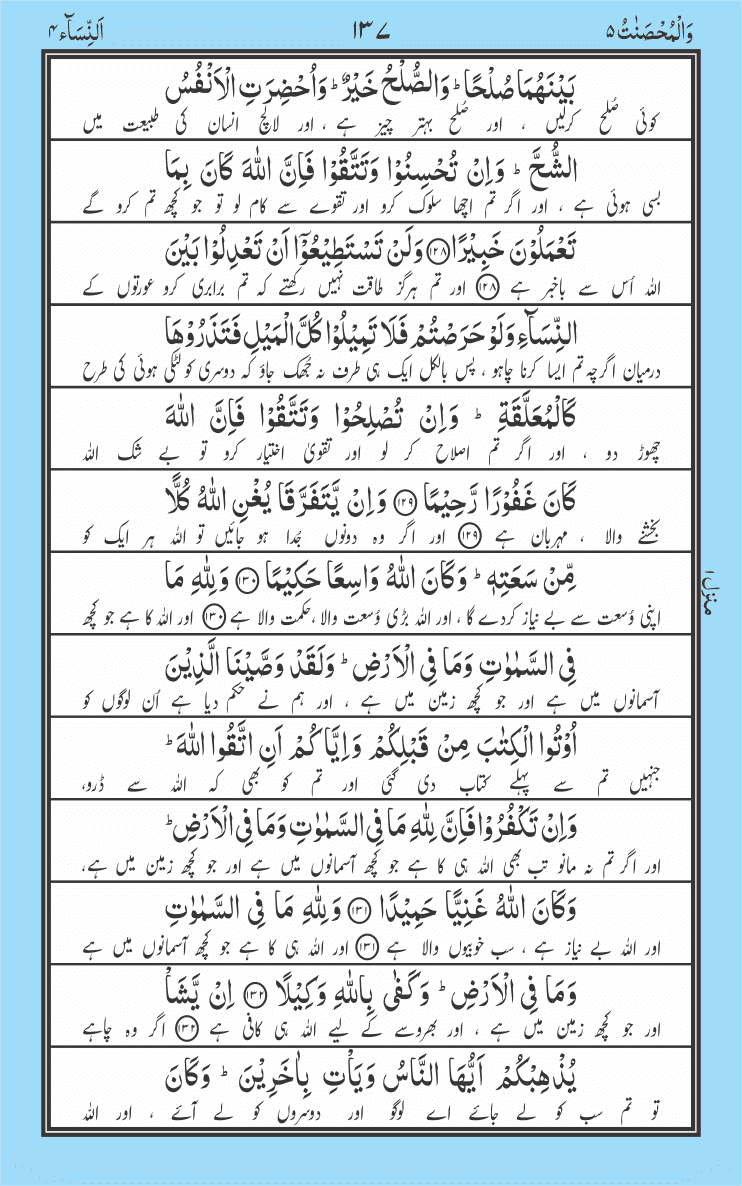 وَالْمُحْصَنٰتُ ۵ ۱۳۷ اَلنِّسَآء ۴
بَيْنَهُمَا صُلْحًا ؕ وَالصُّلْحُ خَيْرٌ ؕ وَاُحْضِرَتِ الْاَنْفُسُ
کوئی صُلح کرلیں ، اور صُلح بہتر چیز ہے ، اور لالچ انسان کی طبیعت میں
الشُّحَّ ؕ وَاِنْ تُحْسِنُوْا وَتَتَّقُوْا فَاِنَّ اللّٰهَ كَانَ بِمَا
بسی ہوئی ہے ، اور اگر تم اچھا سلوک کرو اور تقوے سے کام لو تو جو کچھ تم کرو گے
تَعْمَلُوْنَ خَبِيْرًا ۝۱۲۸ وَلَنْ تَسْتَطِيْعُوْۤا اَنْ تَعْدِلُوْا بَيْنَ
اللہ اُس سے باخبر ہے ۝۱۲۸ اور تم ہرگز طاقت نہیں رکھتے کہ تم برابری کرو عورتوں کے
النِّسَآءِ وَلَوْ حَرَصْتُمْ فَلَا تَمِيْلُوْا كُلَّ الْمَيْلِ فَتَذَرُوْهَا
درمیان اگرچہ تم ایسا کرنا چاہو ، پس بالکل ایک ہی طرف نہ جُھک جاؤ کہ دوسری کو لٹکی ہوئی کی طرح
كَالْمُعَلَّقَةِ ؕ وَاِنْ تُصْلِحُوْا وَتَتَّقُوْا فَاِنَّ اللّٰهَ
چھوڑ دو ، اور اگر تم اصلاح کر لو اور تقویٰ اختیار کرو تو بے شک اللہ
كَانَ غَفُوْرًا رَّحِيْمًا ۝۱۲۹ وَاِنْ يَّتَفَرَّقَا يُغْنِ اللّٰهُ كُلًّا
بخشنے والا ، مہربان ہے ۝۱۲۹ اور اگر وہ دونوں جُدا ہو جائیں تو اللہ ہر ایک کو
مِّنْ سَعَتِهٖ ؕ وَكَانَ اللّٰهُ وَاسِعًا حَكِيْمًا ۝۱۳۰ وَلِلّٰهِ مَا
اپنی وُسعت سے بے نیاز کردے گا ، اور اللہ بڑی وُسعت والا ،حکمت والا ہے ۝۱۳۰ اور اللہ کا ہے جو کچھ
فِي السَّمٰوٰتِ وَمَا فِي الْاَرْضِ ؕ وَلَقَدْ وَصَّيْنَا الَّذِيْنَ
آسمانوں میں ہے اور جو کچھ زمین میں ہے ، اور ہم نے حکم دیا ہے اُن لوگوں کو
اُوْتُوا الْكِتٰبَ مِنْ قَبْلِكُمْ وَاِيَّاكُمْ اَنِ اتَّقُوا اللّٰهَ ؕ
جنہیں تم سے پہلے کتاب دی گئی اور تم کو بھی کہ اللہ سے ڈرو،
وَاِنْ تَكْفُرُوْا فَاِنَّ لِلّٰهِ مَا فِي السَّمٰوٰتِ وَمَا فِي الْاَرْضِ ؕ
اور اگر تم نہ مانو تب بھی اللہ ہی کا ہے جو کچھ آسمانوں میں ہے اور جو کچھ زمین میں ہے،
وَكَانَ اللّٰهُ غَنِيًّا حَمِيْدًا ۝۱۳۱ وَلِلّٰهِ مَا فِي السَّمٰوٰتِ
اور اللہ بے نیاز ہے ، سب خوبیوں والا ہے ۝۱۳۱ اور اللہ ہی کا ہے جو کچھ آسمانوں میں ہے
وَمَا فِي الْاَرْضِ ؕ وَكَفٰى بِاللّٰهِ وَكِيْلًا ۝۱۳۲ اِنْ يَّشَاْ
اور جو کچھ زمین میں ہے ، اور بھروسے کے لیے اللہ ہی کافی ہے ۝۱۳۲ اگر وہ چاہے
يُذْهِبْكُمْ اَيُّهَا النَّاسُ وَيَاْتِ بِاٰخَرِيْنَ ؕ وَكَانَ
تو تم سب کو لے جائے اے لوگو اور دوسروں کو لے آئے ، اور اللہ
منزل ۱